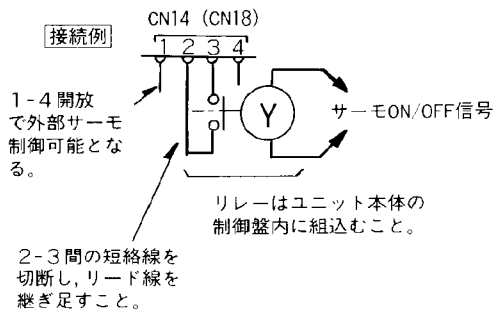 CN14 (CN18)
接続例
1 2 3 4
1-4開放
で外部サーモ
制御可能とな
る。
Y
サーモON/OFF信号
リレーはユニット本体の
制御盤内に組込むこと。
2-3間の短絡線を
切断し,リード線を
継ぎ足すこと。